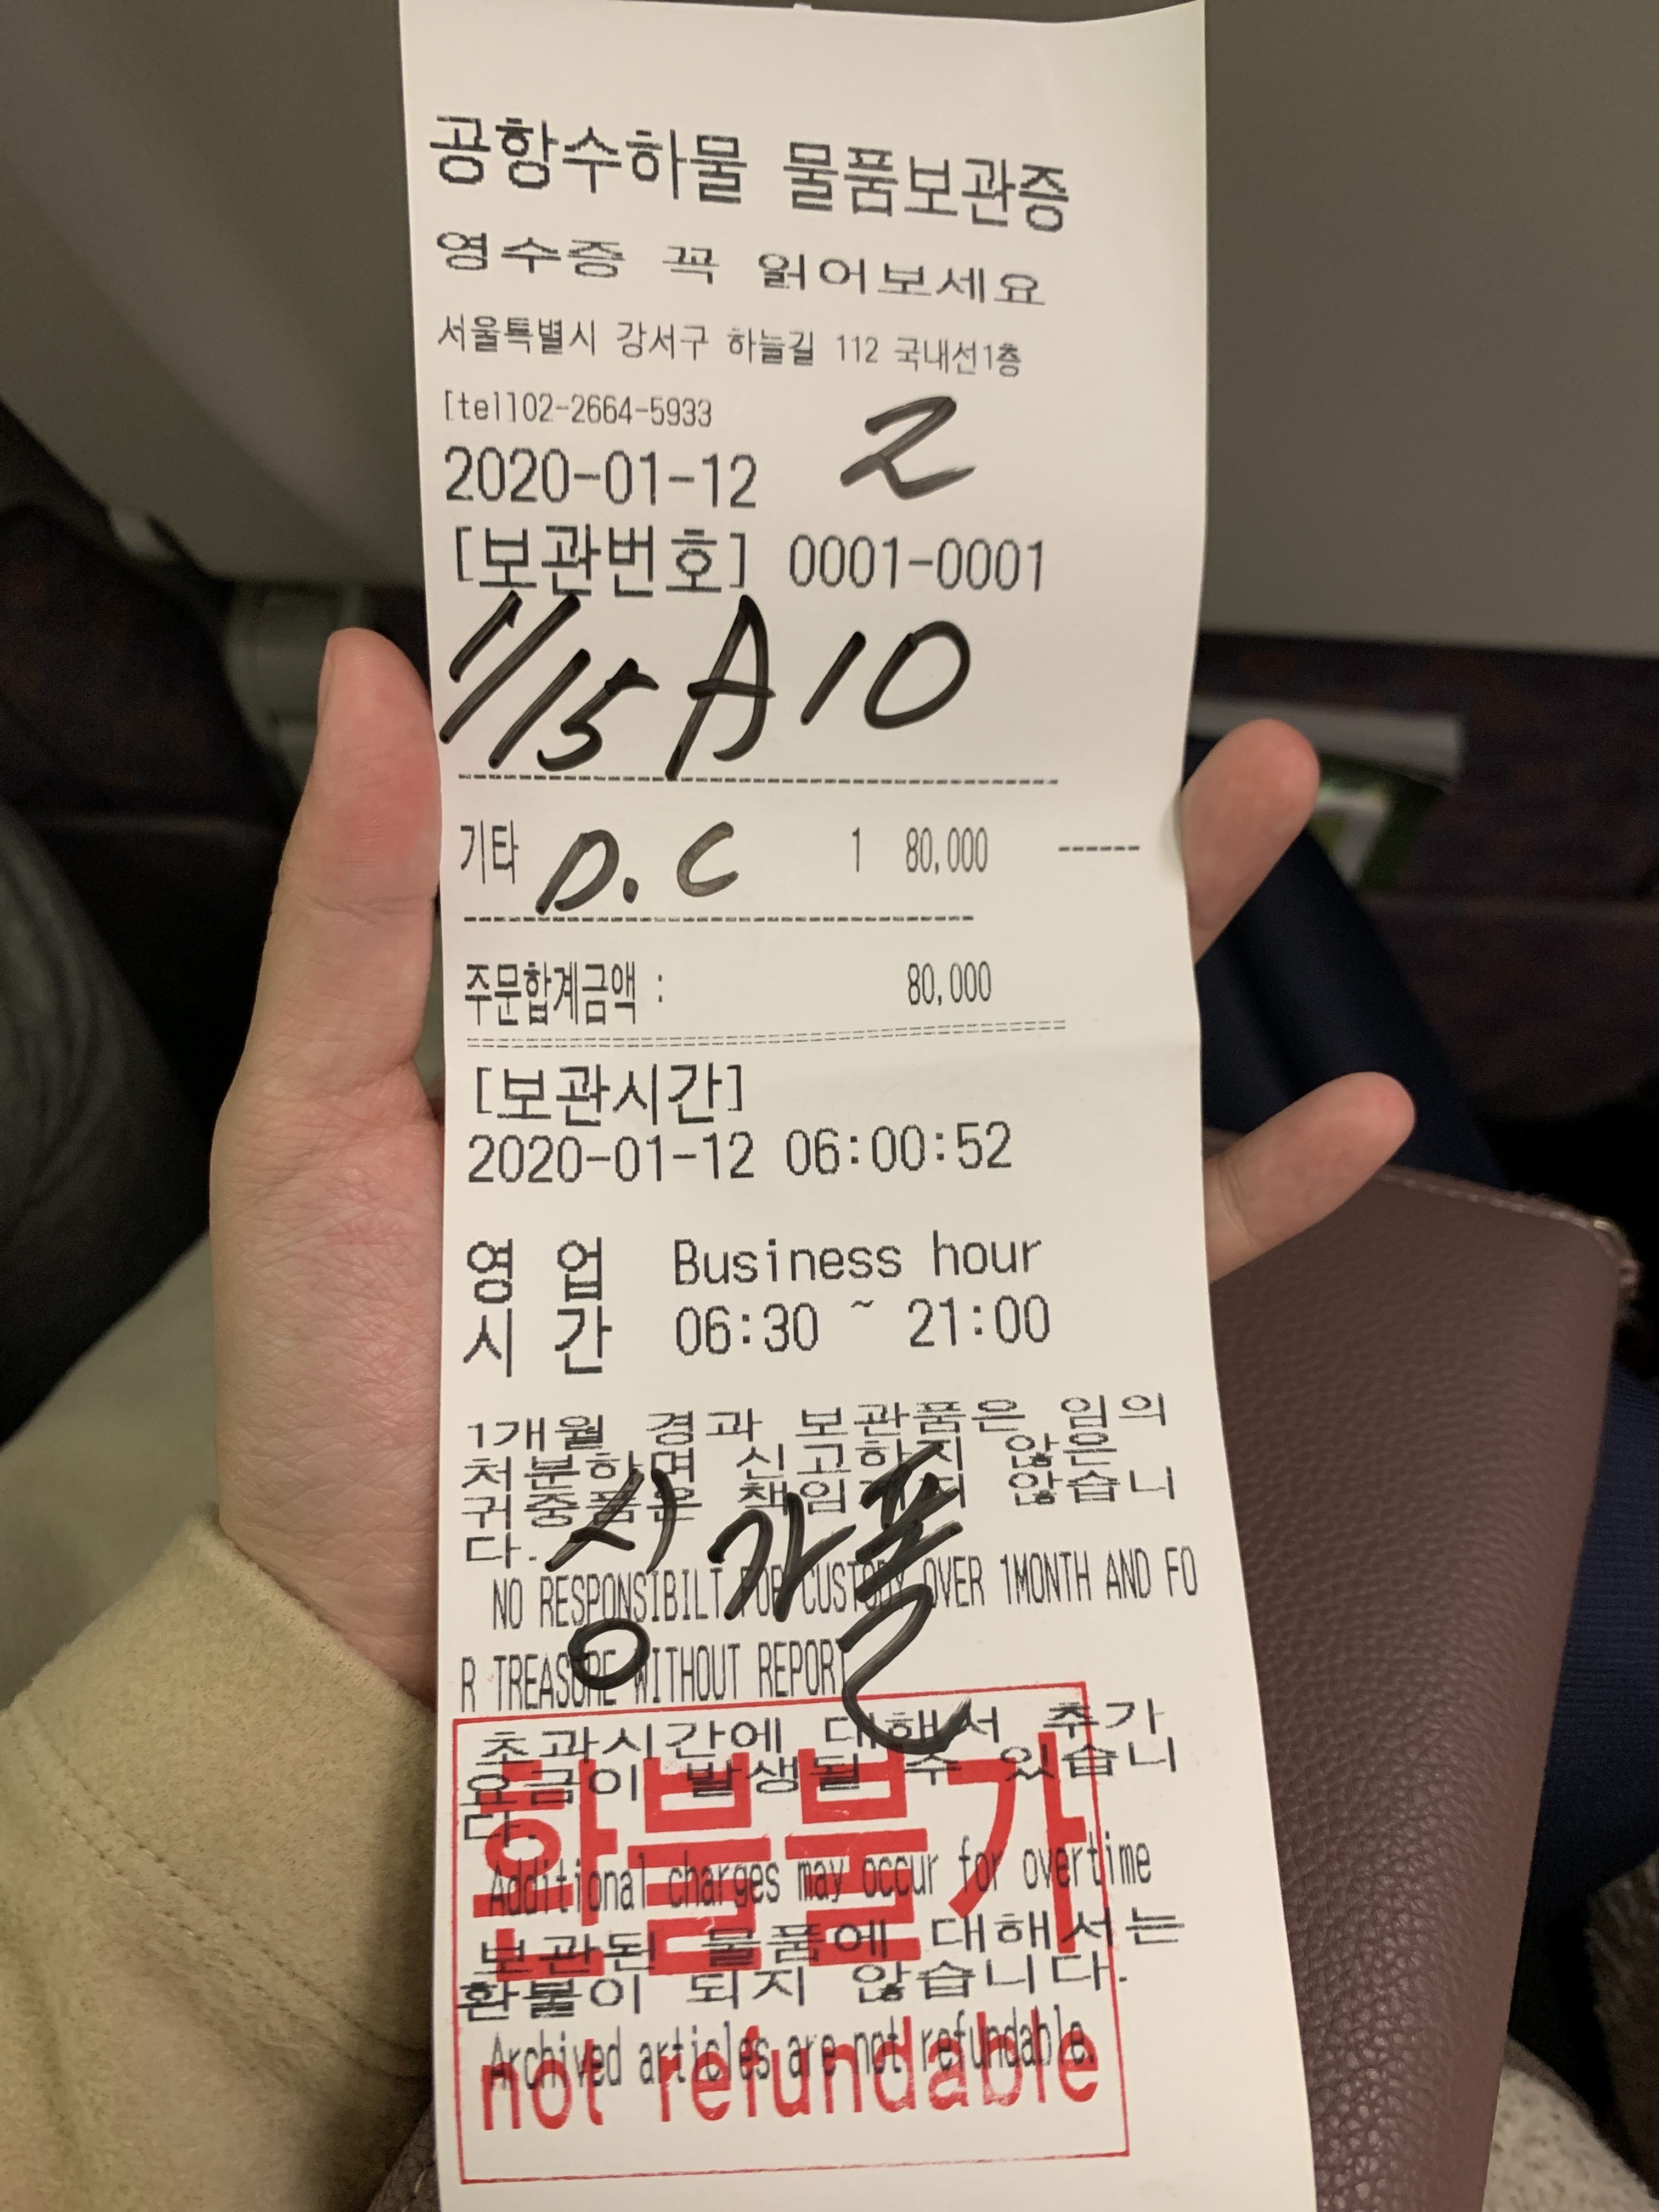 공항수하물 물품보관증
영수증 꼭 읽어보세요
서울특별시 강서구 하늘길 112 국내선1층
[tel]02-2664-5933
2
2020-01-12
[보관번호] 0001-0001
1/15 A10
기타 D.C 1 80,000 ------
주문합계금액 : 80,000
[보관시간]
2020-01-12 06:00:52
영 업 Business hour
시 간 06:30 ~ 21:00
1개월 경과 보관품은 임의
처분하면 신고하지 않은
귀중품은 책임지지 않습니
다.
싱가폴
NO RESPONSIBILT FOR CUSTODY OVER 1MONTH AND FO
R TREASURE WITHOUT REPORT
초과시간에 대해서 추가
요금이 발생될 수 있습니
다.
환불불가
Additional charges may occur for overtime
보관된 물품에 대해서는
환불이 되지 않습니다.
Archived articles are not refundable.
not refundable